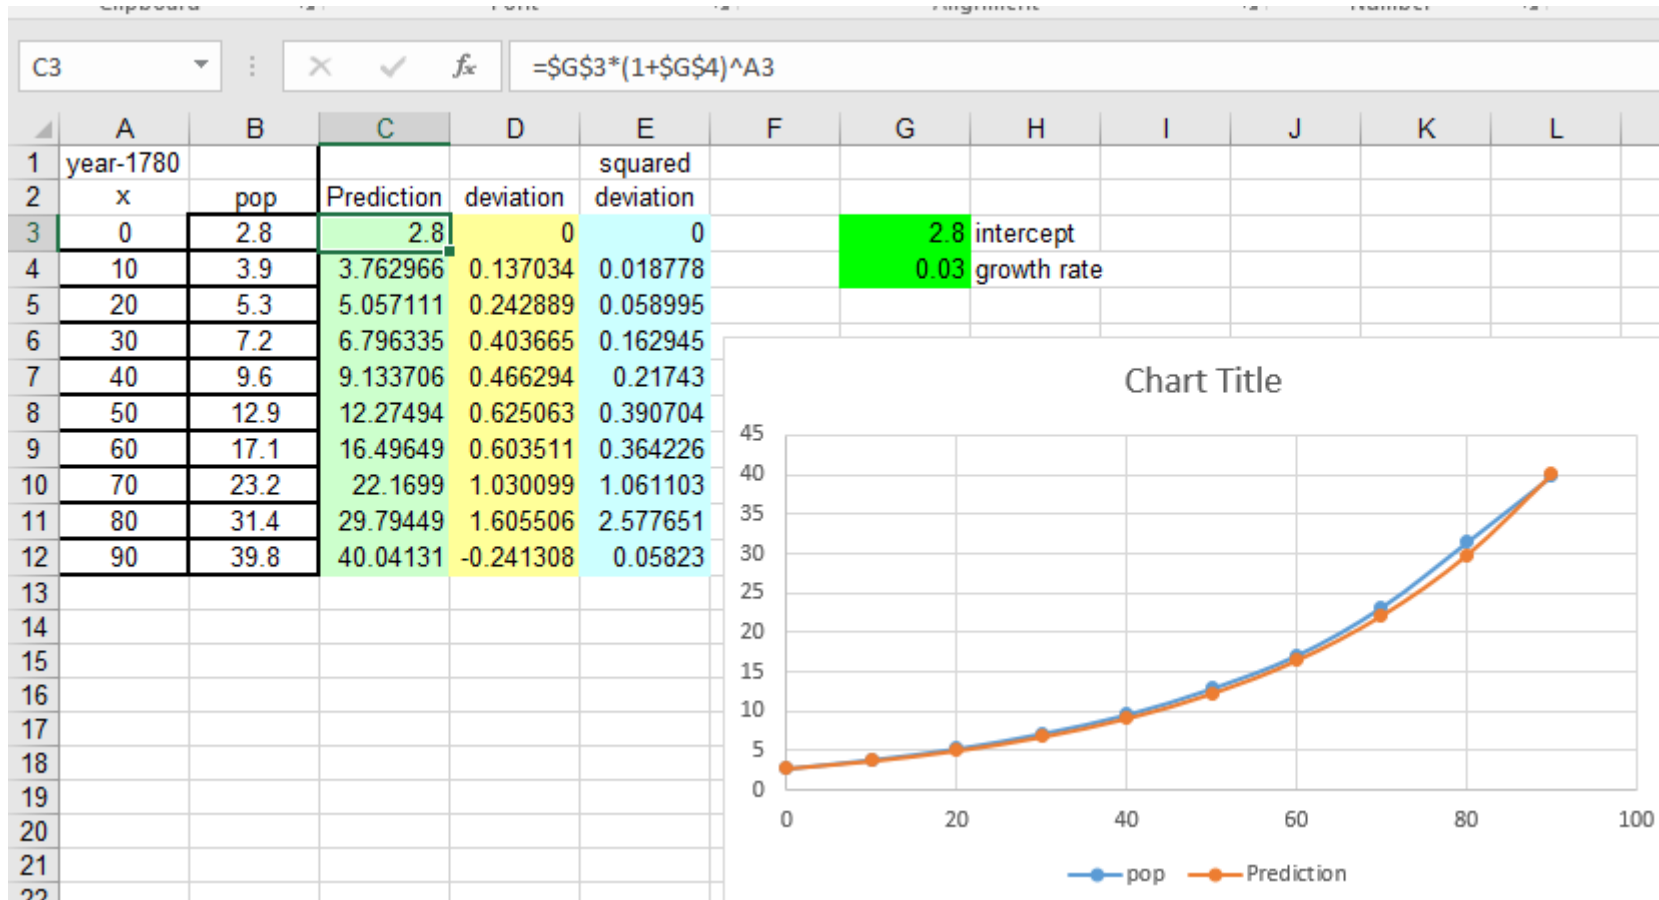 Clipboard Font Alignment Number
C3 fx =$G$3*(1+$G$4)^A3
A B C D E F G H I J K L
1 year-1780 squared
2 x pop Prediction deviation deviation
3 0 2.8 2.8 0 0 2.8 intercept
4 10 3.9 3.762966 0.137034 0.018778 0.03 growth rate
5 20 5.3 5.057111 0.242889 0.058995
6 30 7.2 6.796335 0.403665 0.162945
7 40 9.6 9.133706 0.466294 0.21743
8 50 12.9 12.27494 0.625063 0.390704
9 60 17.1 16.49649 0.603511 0.364226
10 70 23.2 22.1699 1.030099 1.061103
11 80 31.4 29.79449 1.605506 2.577651
12 90 39.8 40.04131 -0.241308 0.05823
13
14
15
16
17
18
19
20
21
22
Chart Title
45
40
35
30
25
20
15
10
5
0
0 20 40 60 80 100
pop Prediction